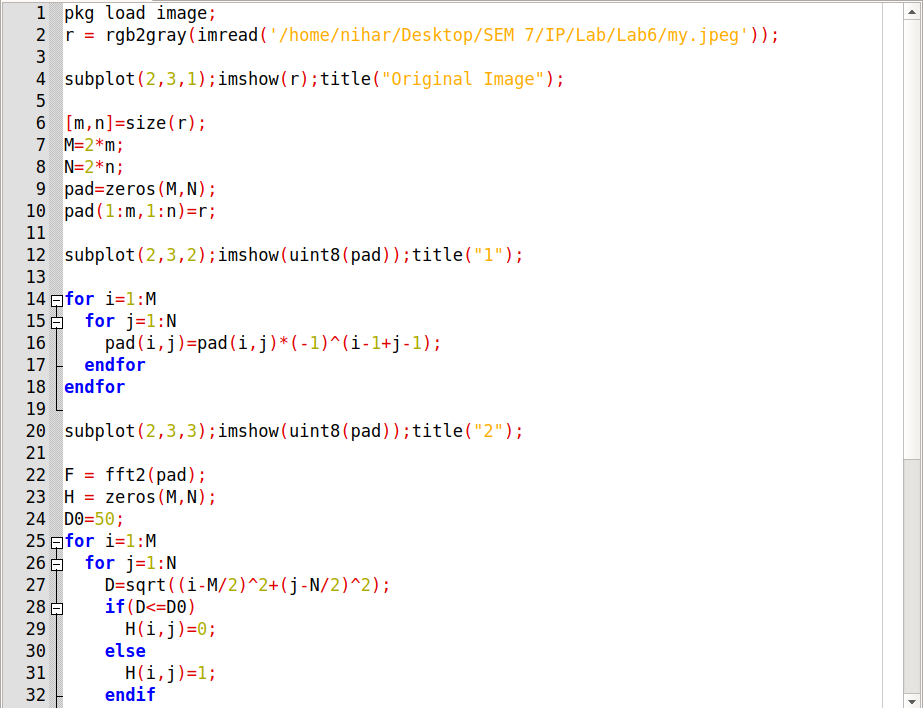 1 pkg load image;
2 r = rgb2gray(imread('/home/nihar/Desktop/SEM 7/IP/Lab/Lab6/my.jpeg'));
3
4 subplot(2,3,1);imshow(r);title("Original Image");
5
6 [m,n]=size(r);
7 M=2*m;
8 N=2*n;
9 pad=zeros(M,N);
10 pad(1:m,1:n)=r;
11
12 subplot(2,3,2);imshow(uint8(pad));title("1");
13
14 for i=1:M
15   for j=1:N
16     pad(i,j)=pad(i,j)*(-1)^(i-1+j-1);
17   endfor
18 endfor
19
20 subplot(2,3,3);imshow(uint8(pad));title("2");
21
22 F = fft2(pad);
23 H = zeros(M,N);
24 D0=50;
25 for i=1:M
26   for j=1:N
27     D=sqrt((i-M/2)^2+(j-N/2)^2);
28     if(D<=D0)
29       H(i,j)=0;
30     else
31       H(i,j)=1;
32     endif